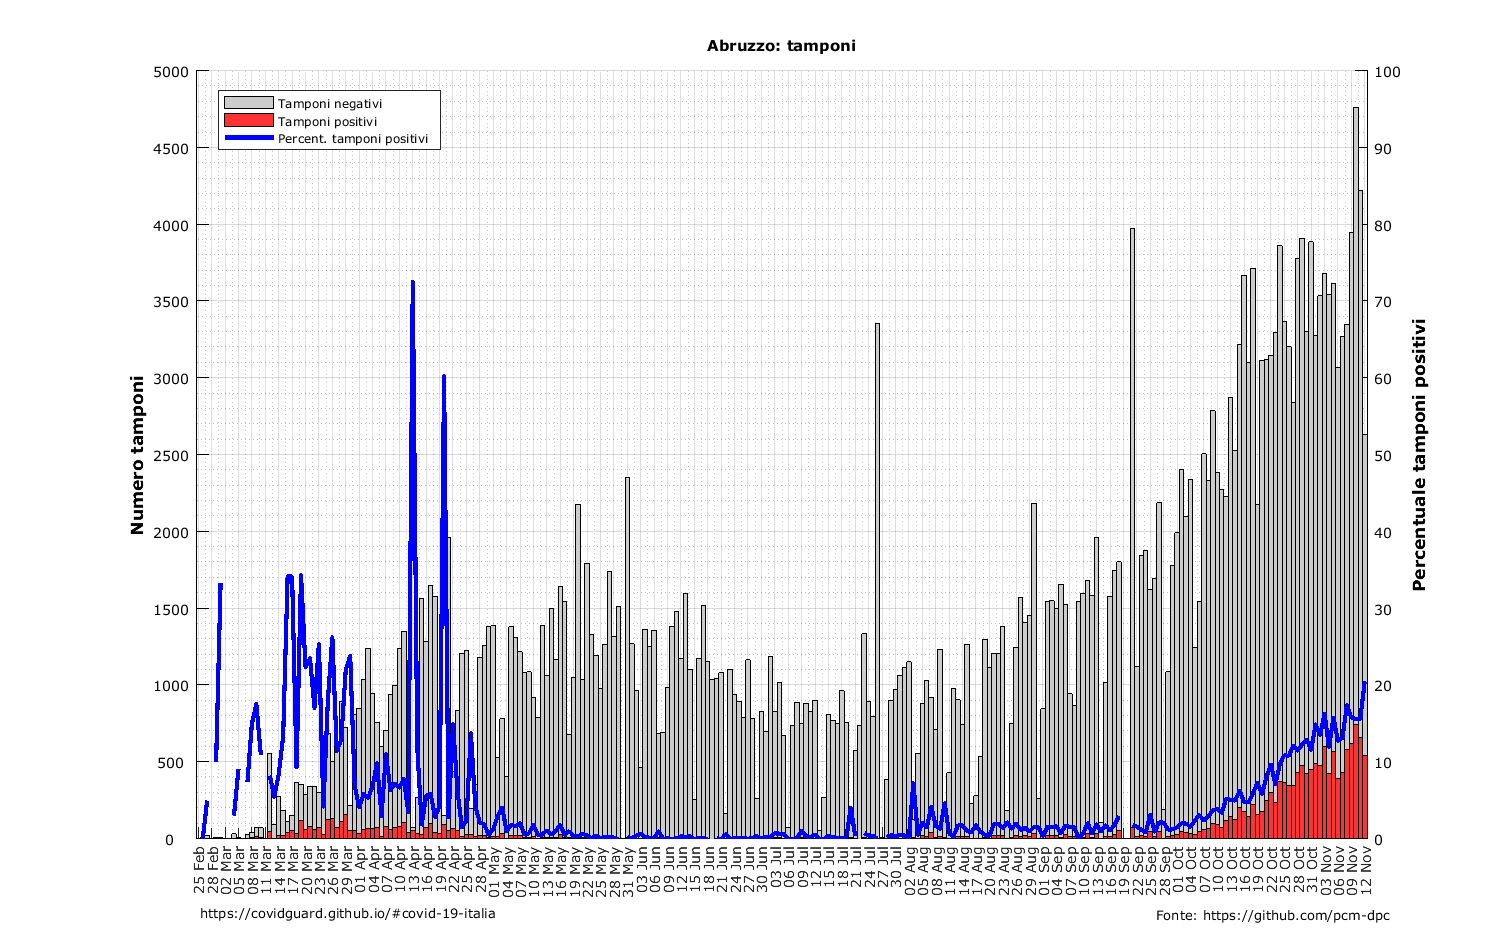 Abruzzo: tamponi
5000
4500
4000
3500
3000
2500
2000
1500
1000
500
0
100
90
80
70
60
50
40
30
20
10
0
Tamponi negativi
Tamponi positivi
Percent. tamponi positivi
Numero tamponi
Percentuale tamponi positivi
25 Feb
28 Feb
02 Mar
05 Mar
08 Mar
11 Mar
14 Mar
17 Mar
20 Mar
23 Mar
26 Mar
29 Mar
01 Apr
04 Apr
07 Apr
10 Apr
13 Apr
16 Apr
19 Apr
22 Apr
25 Apr
28 Apr
01 May
04 May
07 May
10 May
13 May
16 May
19 May
22 May
25 May
28 May
31 May
03 Jun
06 Jun
09 Jun
12 Jun
15 Jun
18 Jun
21 Jun
24 Jun
27 Jun
30 Jun
03 Jul
06 Jul
09 Jul
12 Jul
15 Jul
18 Jul
21 Jul
24 Jul
27 Jul
30 Jul
02 Aug
05 Aug
08 Aug
11 Aug
14 Aug
17 Aug
20 Aug
23 Aug
26 Aug
29 Aug
01 Sep
04 Sep
07 Sep
10 Sep
13 Sep
16 Sep
19 Sep
22 Sep
25 Sep
28 Sep
01 Oct
04 Oct
07 Oct
10 Oct
13 Oct
16 Oct
19 Oct
22 Oct
25 Oct
28 Oct
31 Oct
03 Nov
06 Nov
09 Nov
12 Nov
https://covidguard.github.io/#covid-19-italia
Fonte: https://github.com/pcm-dpc